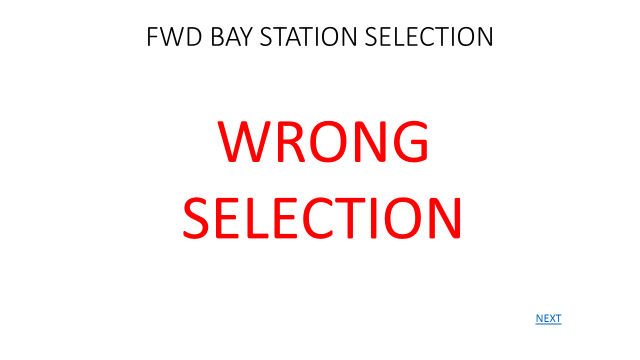 FWD BAY STATION SELECTION
WRONG
SELECTION
NEXT